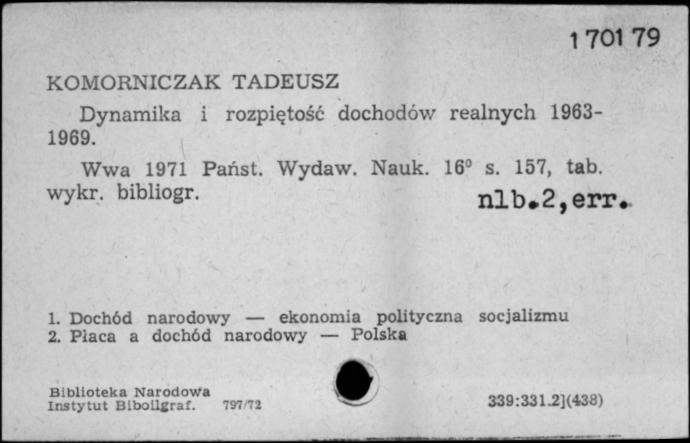 1 701 79
KOMORNICZAK TADEUSZ
Dynamika i rozpiętość dochodów realnych 1963-
1969.
Wwa 1971 Państ. Wydaw. Nauk. 16⁰ s. 157, tab.
wykr. bibliogr.
nlb.2,err.
1. Dochód narodowy — ekonomia polityczna socjalizmu
2. Płaca a dochód narodowy — Polska
Biblioteka Narodowa
Instytut Bibollgraf. 797/72
339:331.2](438)